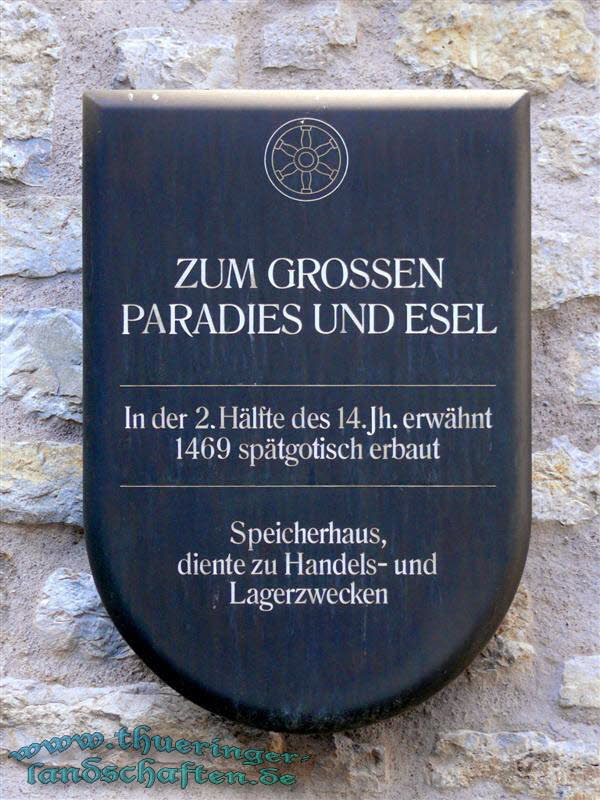 ZUM GROSSEN
PARADIES UND ESEL
In der 2. Hälfte des 14. Jh. erwähnt
1469 spätgotisch erbaut
Speicherhaus,
diente zu Handels- und
Lagerzwecken
www.thueringer-
landschaften.de